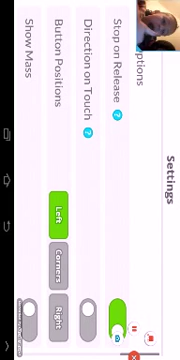 Settings
ptions
Stop on Release ?
Direction on Touch ?
Button Positions
Left Corners Right
Show Mass